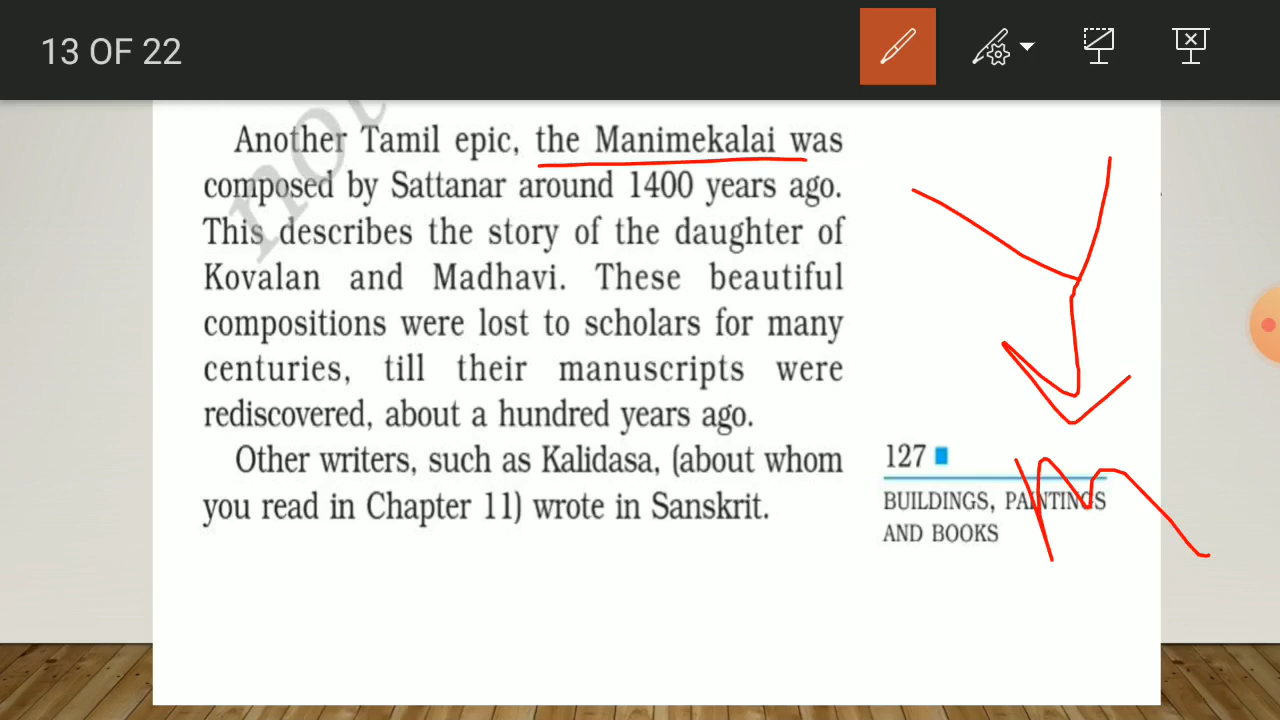 13 OF 22
not
Another Tamil epic, the Manimekalai was
composed by Sattanar around 1400 years ago.
This describes the story of the daughter of
Kovalan and Madhavi. These beautiful
compositions were lost to scholars for many
centuries, till their manuscripts were
rediscovered, about a hundred years ago.
Other writers, such as Kalidasa, (about whom
you read in Chapter 11) wrote in Sanskrit.
127
BUILDINGS, PAINTINGS
AND BOOKS
m